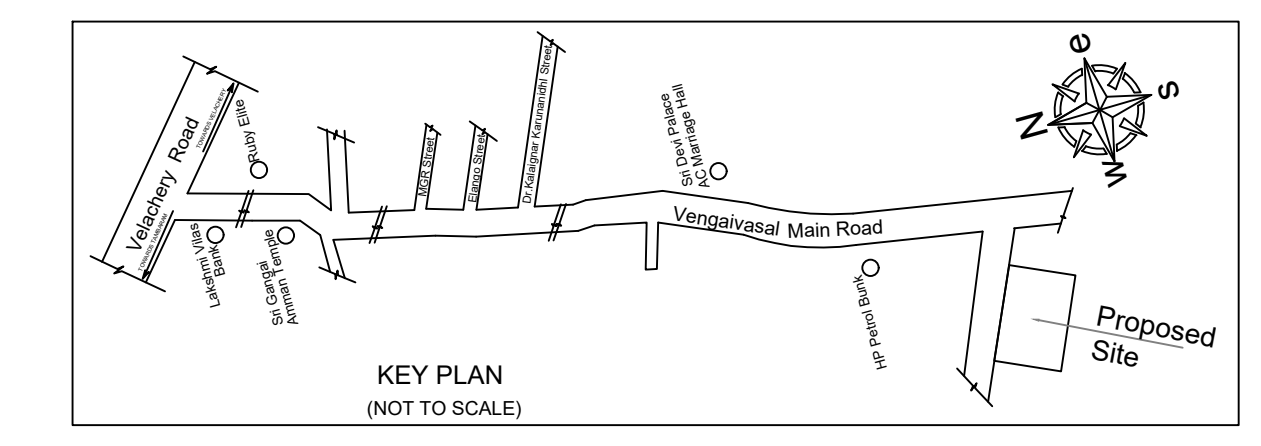 Velachery Road
TOWARDS VELACHERY
TOWARDS TAMBARAM
Ruby Elite
Lakshmi Vilas
Bank
Sri Gangai
Amman Temple
MGR Street
Elango Street
Dr.Kalaignar Karunanidhl Street
Sri Devi Palace
AC Marriage Hall
Vengaivasal Main Road
HP Petrol Bunk
Proposed
Site
e
s
N
w
KEY PLAN
(NOT TO SCALE)